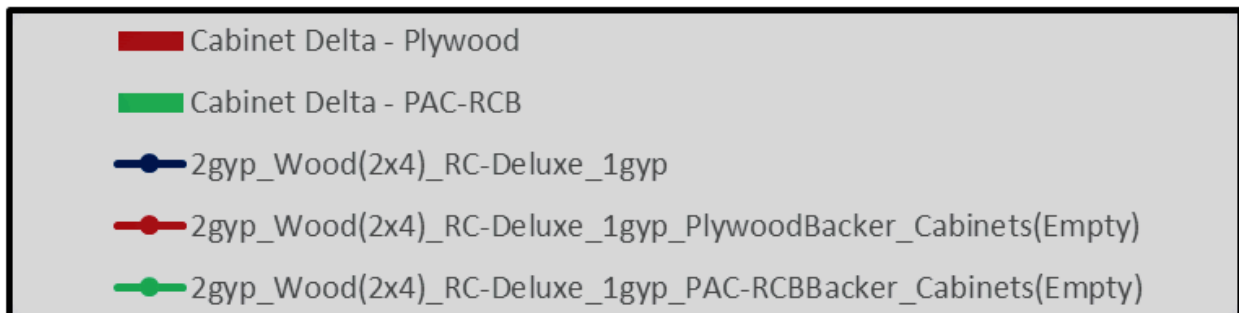 Cabinet Delta - Plywood
Cabinet Delta - PAC-RCB
2gyp_Wood(2x4)_RC-Deluxe_1gyp
2gyp_Wood(2x4)_RC-Deluxe_1gyp_PlywoodBacker_Cabinets(Empty)
2gyp_Wood(2x4)_RC-Deluxe_1gyp_PAC-RCBBacker_Cabinets(Empty)